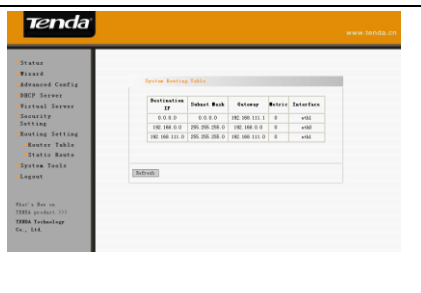 Tenda
www.tenda.cn
Status
Wizard
Advanced Config
DHCP Server
Virtual Server
Security
Setting
Routing Setting
Router Table
Static Route
System Tools
Logout
What's New on
TENDA product >>>
TENDA Technology
Co., Ltd.
System Routing Table
Destination IP Subnet Mask Gateway Metric Interface
0.0.0.0 0.0.0.0 192.168.111.1 0 eth1
192.168.0.0 255.255.255.0 192.168.0.0 0 eth0
192.168.111.0 255.255.255.0 192.168.111.0 0 eth1
Refresh